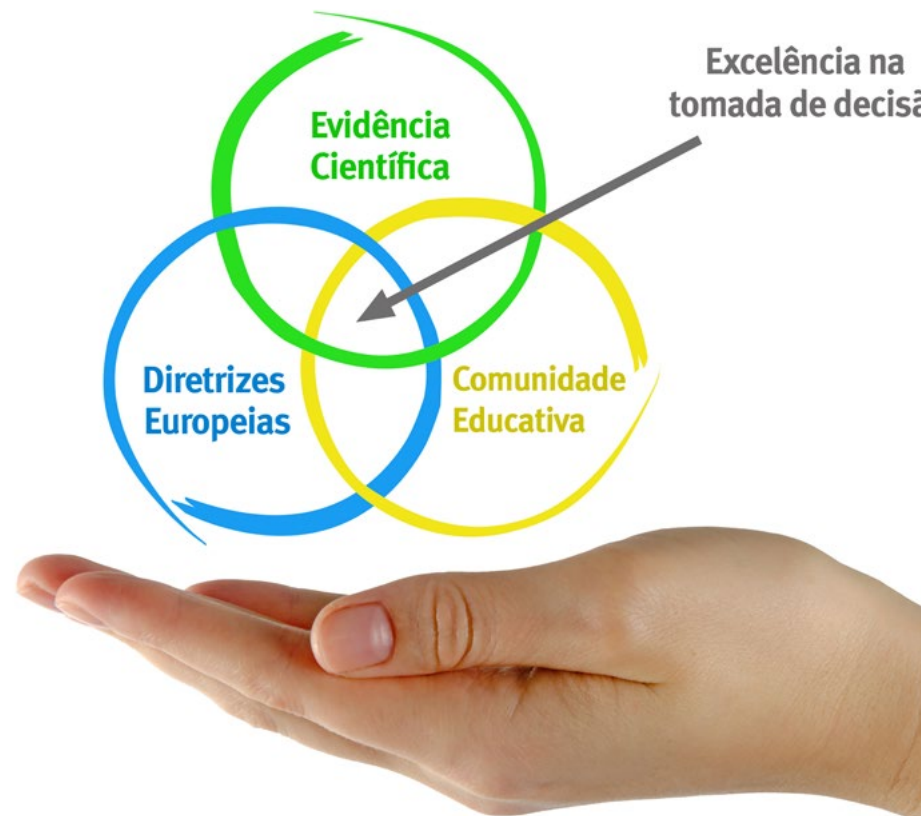 Excelência na
tomada de decisã
Evidência
Científica
Diretrizes
Europeias
Comunidade
Educativa